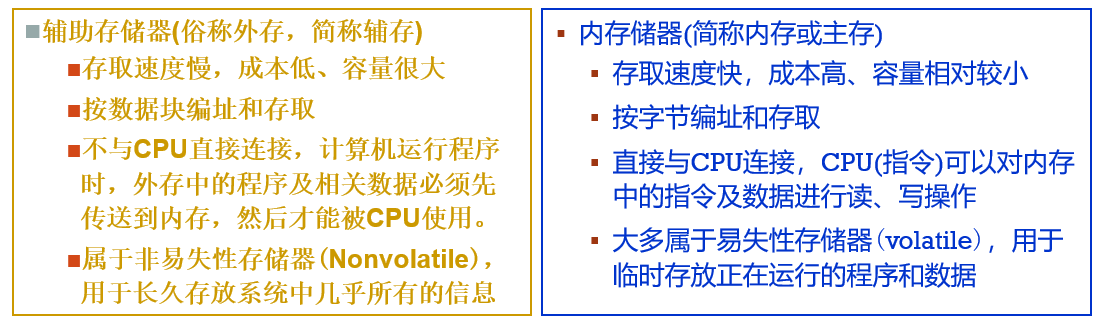 ■辅助存储器(俗称外存，简称辅存)
■存取速度慢，成本低、容量很大
■按数据块编址和存取
■不与CPU直接连接，计算机运行程序
时，外存中的程序及相关数据必须先
传送到内存，然后才能被CPU使用。
■属于非易失性存储器（Nonvolatile），
用于长久存放系统中几乎所有的信息
▪ 内存储器(简称内存或主存)
▪ 存取速度快，成本高、容量相对较小
▪ 按字节编址和存取
▪ 直接与CPU连接，CPU(指令)可以对内存
中的指令及数据进行读、写操作
▪ 大多属于易失性存储器（volatile），用于
临时存放正在运行的程序和数据